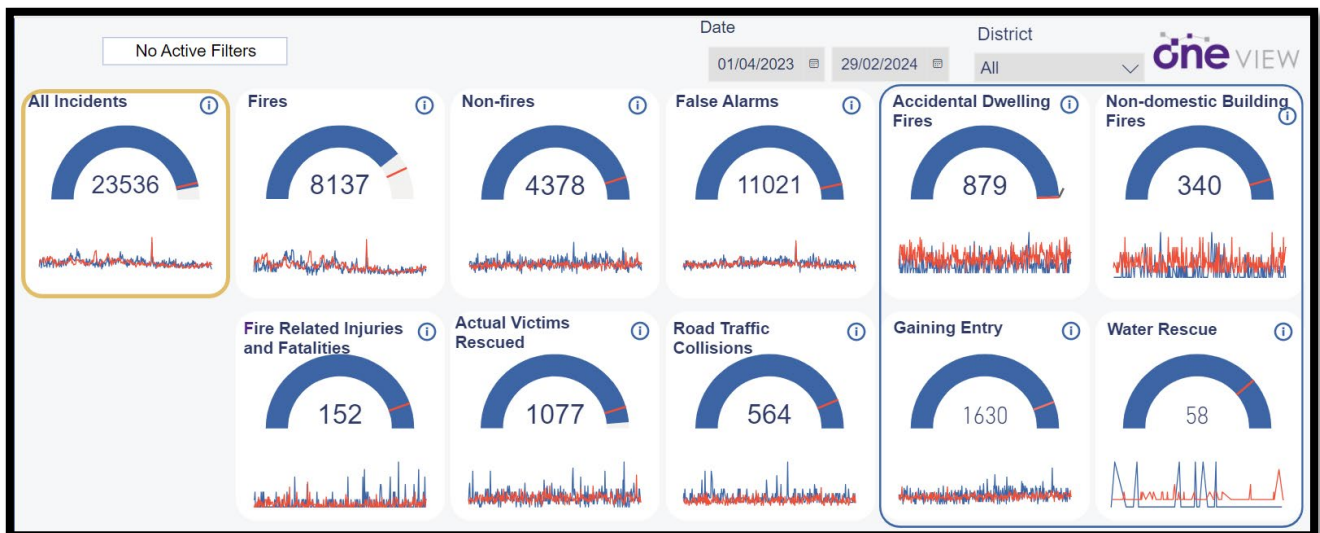 No Active Filters
Date
01/04/2023
29/02/2024
District
All
one VIEW
All Incidents
23536
Fires
8137
Non-fires
4378
False Alarms
11021
Accidental Dwelling
Fires
879
Non-domestic Building
Fires
340
Fire Related Injuries
and Fatalities
152
Actual Victims
Rescued
1077
Road Traffic
Collisions
564
Gaining Entry
1630
Water Rescue
58